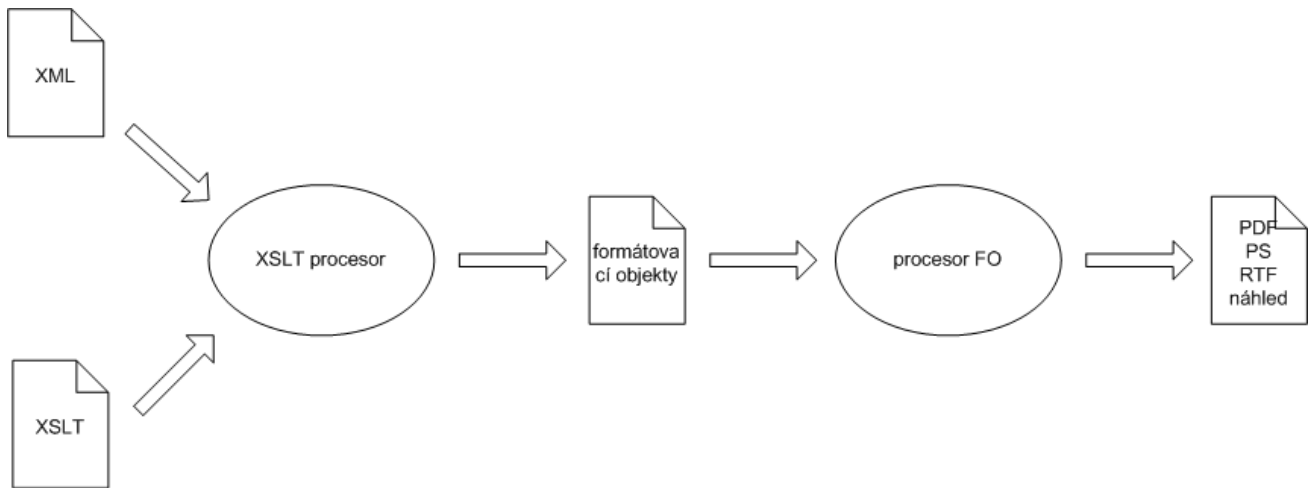 XML
XSLT procesor
formátova
cí objekty
procesor FO
PDF
PS
RTF
náhled
XSLT